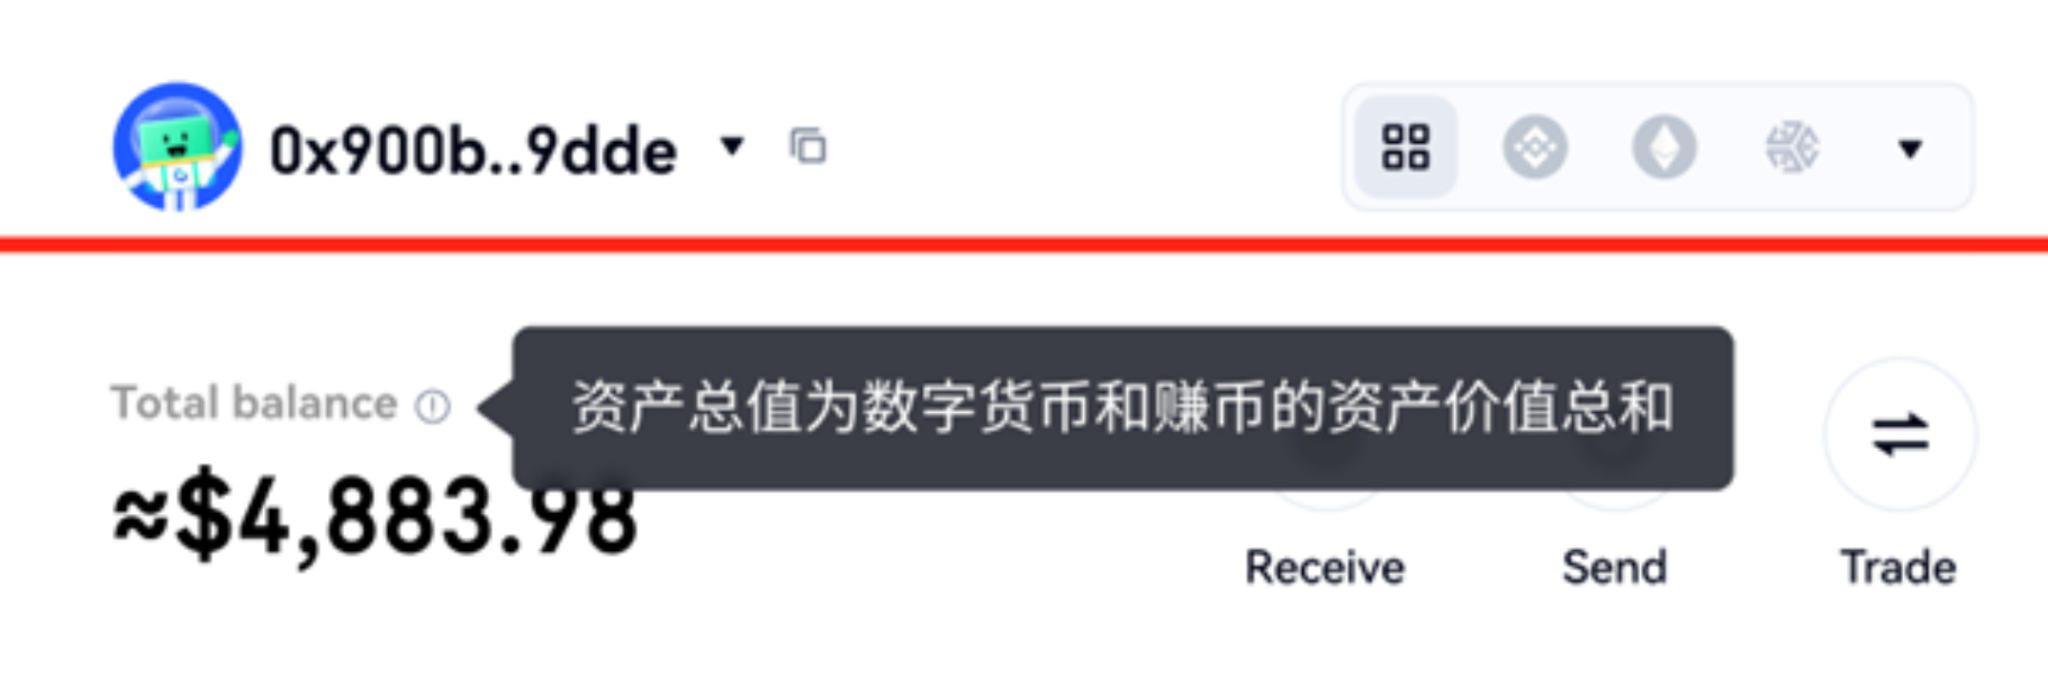 0x900b..9dde
Total balance
资产总值为数字货币和赚币的资产价值总和
≈$4,883.98
Receive
Send
Trade